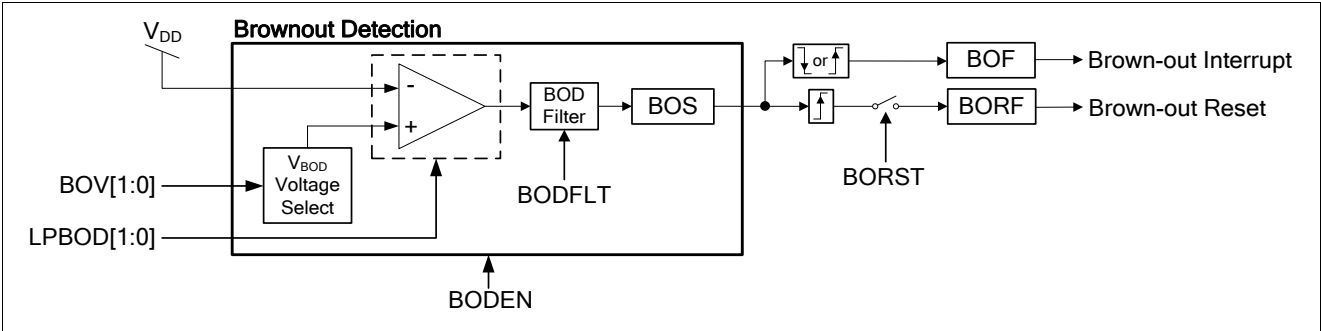 Brownout Detection
VDD
-
+
BOD
Filter
BOS
or
BOF
Brown-out Interrupt
BORF
Brown-out Reset
BORST
BODFLT
VBOD
Voltage
Select
BOV[1:0]
LPBOD[1:0]
BODEN